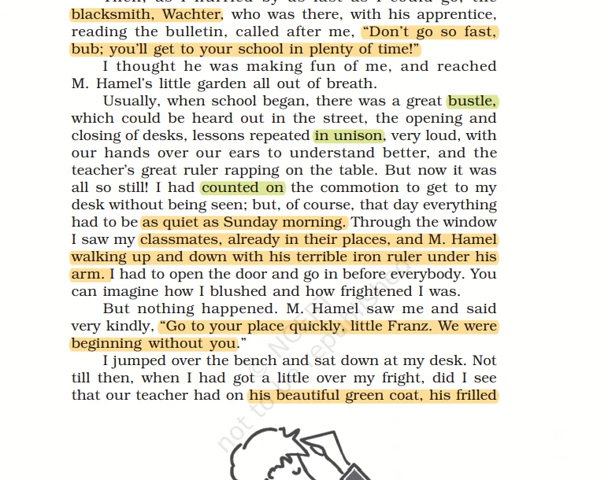 Then, as I hurried by as fast as I could go, the
blacksmith, Wachter, who was there, with his apprentice,
reading the bulletin, called after me, “Don’t go so fast,
bub; you’ll get to your school in plenty of time!”
I thought he was making fun of me, and reached
M. Hamel’s little garden all out of breath.
Usually, when school began, there was a great bustle,
which could be heard out in the street, the opening and
closing of desks, lessons repeated in unison, very loud, with
our hands over our ears to understand better, and the
teacher’s great ruler rapping on the table. But now it was
all so still! I had counted on the commotion to get to my
desk without being seen; but, of course, that day everything
had to be as quiet as Sunday morning. Through the window
I saw my classmates, already in their places, and M. Hamel
walking up and down with his terrible iron ruler under his
arm. I had to open the door and go in before everybody. You
can imagine how I blushed and how frightened I was.
But nothing happened. M. Hamel saw me and said
very kindly, “Go to your place quickly, little Franz. We were
beginning without you.”
I jumped over the bench and sat down at my desk. Not
till then, when I had got a little over my fright, did I see
that our teacher had on his beautiful green coat, his frilled
© NCERT
not to be republished